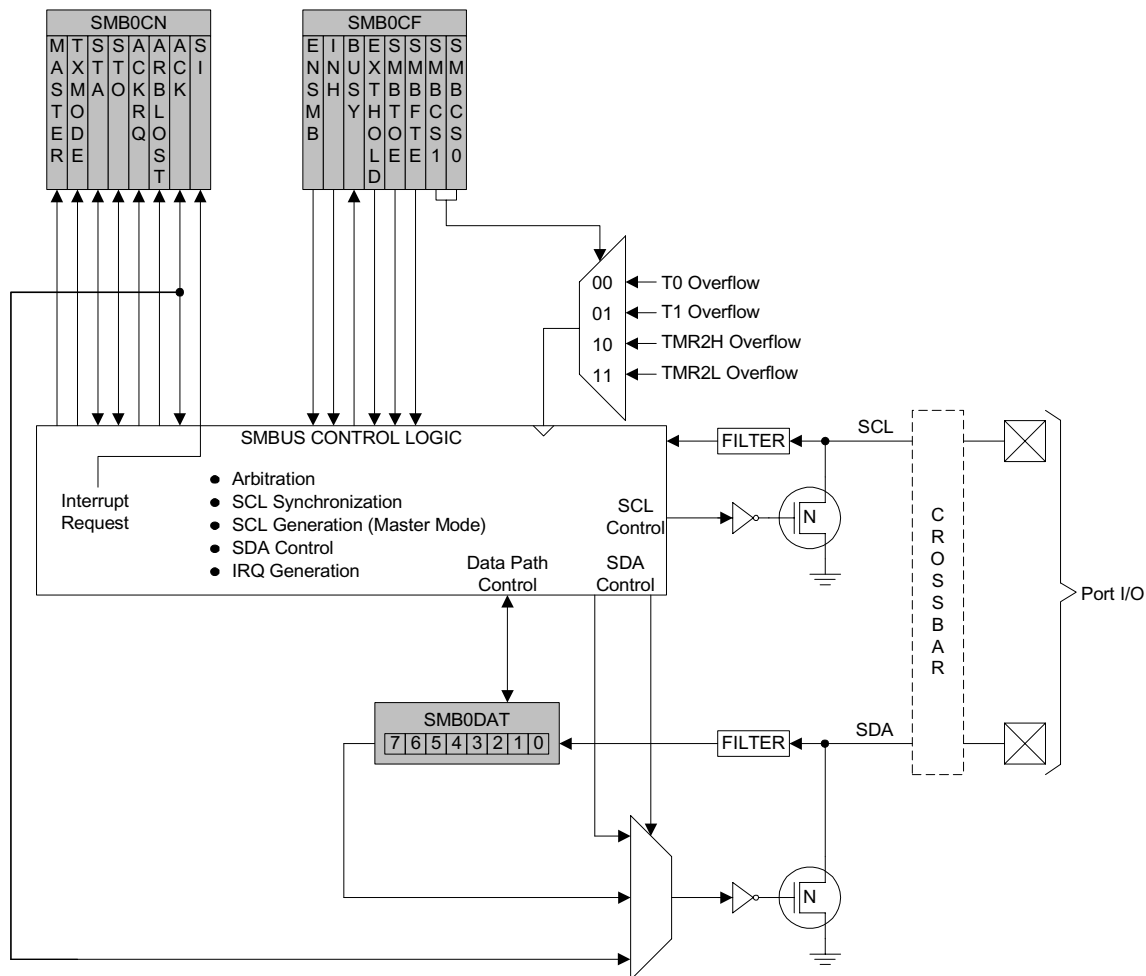 SMB0CN
MASTER
TXMODE
STA
STO
ACKRQ
ARBLOST
ACK
SI
SMB0CF
ENSMB
INH
BUSY
EXTHOLD
SMBTOE
SMBFTE
SMBCS1
SMBCS0
00
T0 Overflow
01
T1 Overflow
10
TMR2H Overflow
11
TMR2L Overflow
SMBUS CONTROL LOGIC
Interrupt
Request
● Arbitration
● SCL Synchronization
● SCL Generation (Master Mode)
● SDA Control
● IRQ Generation
SCL
Control
Data Path
Control
SDA
Control
FILTER
SCL
N
CROSSBAR
Port I/O
SMB0DAT
7 6 5 4 3 2 1 0
FILTER
SDA
N